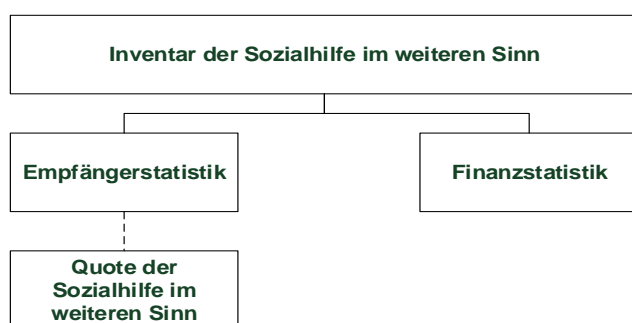 Inventar der Sozialhilfe im weiteren Sinn
Empfängerstatistik
Finanzstatistik
Quote der
Sozialhilfe im
weiteren Sinn